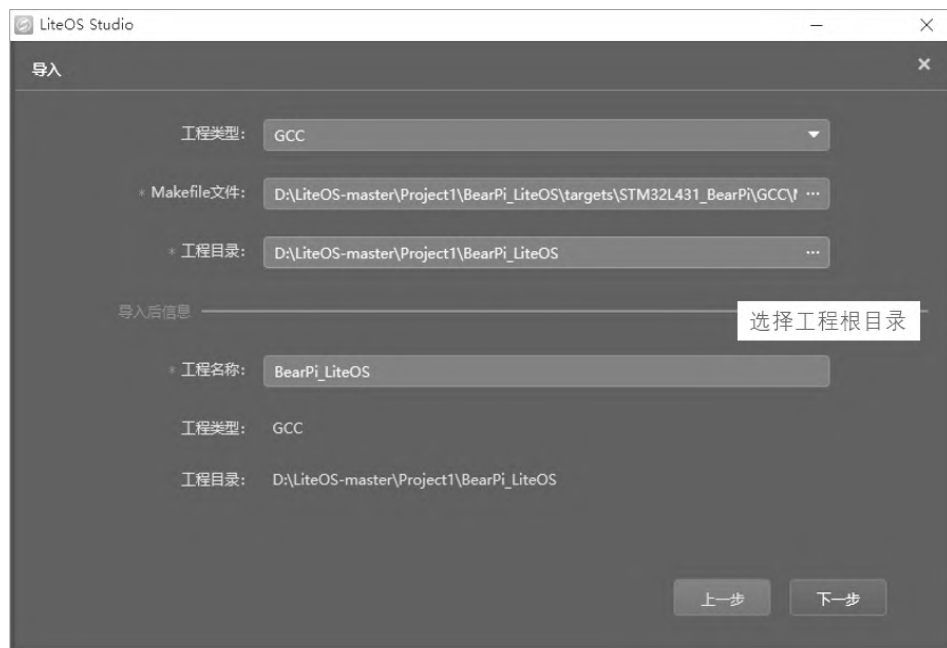 LiteOS Studio
导入
工程类型: GCC
* Makefile文件: D:\LiteOS-master\Project1\BearPi_LiteOS\targets\STM32L431_BearPi\GCC\ ...
* 工程目录: D:\LiteOS-master\Project1\BearPi_LiteOS ...
导入后信息
选择工程根目录
* 工程名称: BearPi_LiteOS
工程类型: GCC
工程目录: D:\LiteOS-master\Project1\BearPi_LiteOS
上一步 下一步